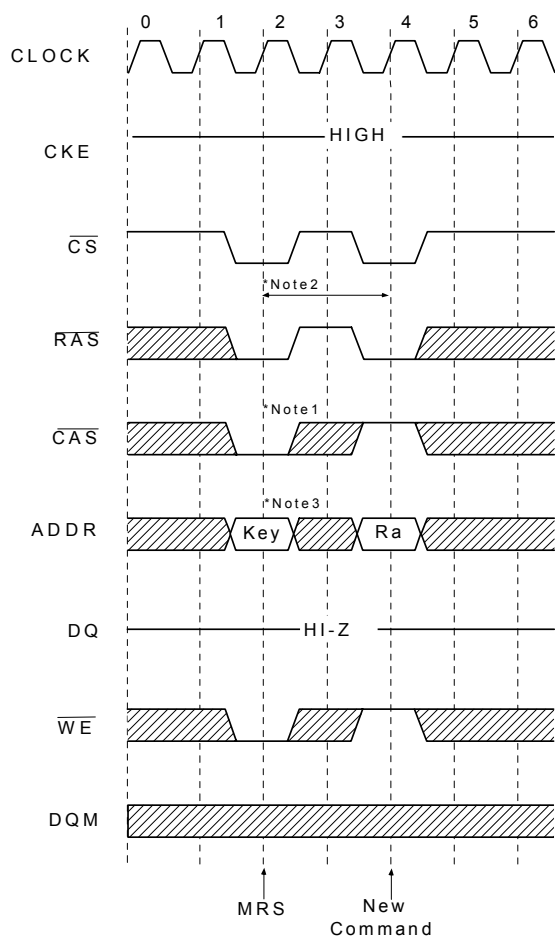 0 1 2 3 4 5 6
CLOCK
HIGH
CKE
CS
*Note2
RAS
*Note1
CAS
*Note3
ADDR
Key
Ra
DQ
HI-Z
WE
DQM
MRS
New
Command